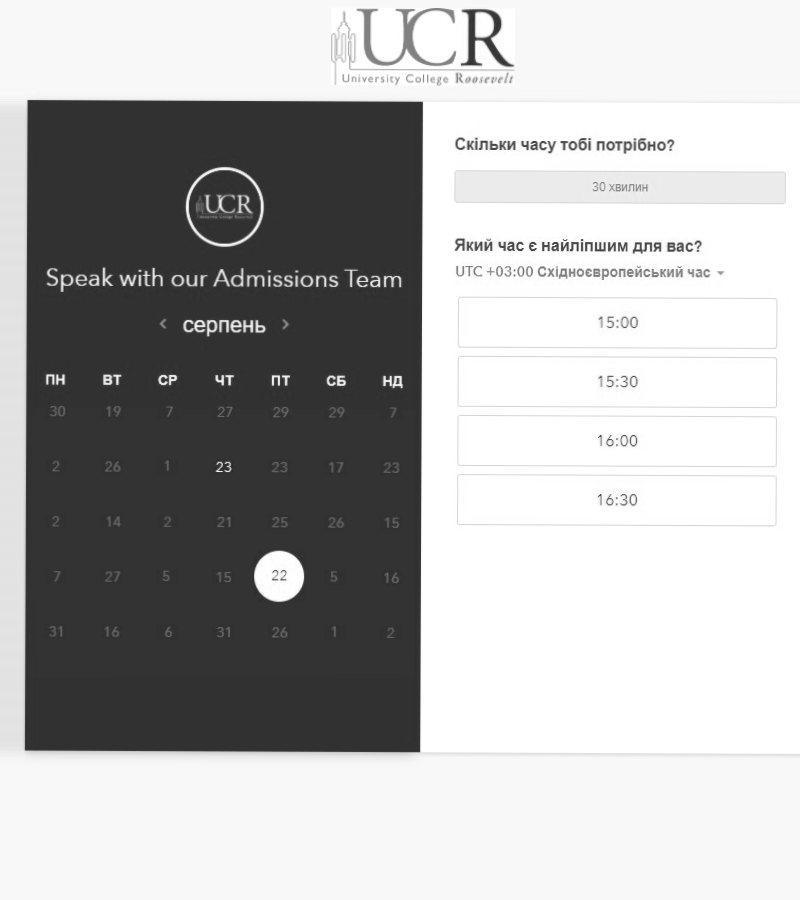 UCR
University College Roosevelt
UCR
Speak with our Admissions Team
серпень
ПН ВТ СР ЧТ ПТ СБ НД
30 19 7 27 29 29 7
2 26 1 23 23 17 23
2 14 2 21 25 26 15
7 27 5 15 22 5 16
31 16 6 31 26 1 2
Скільки часу тобі потрібно?
30 хвилин
Який час є найліпшим для вас?
UTC +03:00 Східноєвропейський час
15:00
15:30
16:00
16:30